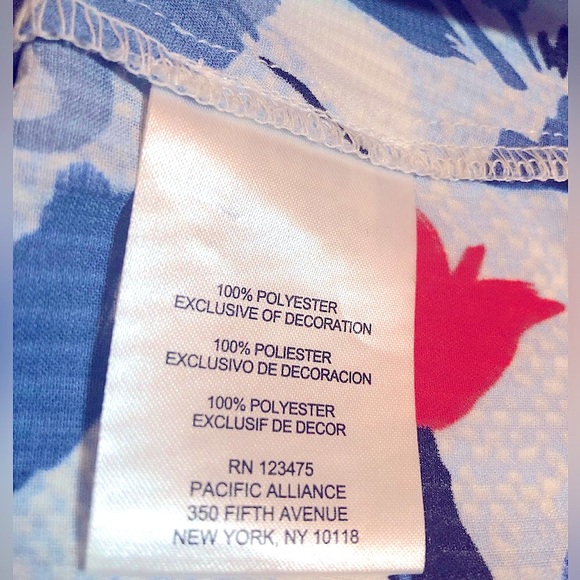 100% POLYESTER
EXCLUSIVE OF DECORATION
100% POLIESTER
EXCLUSIVO DE DECORACION
100% POLYESTER
EXCLUSIF DE DECOR
RN 123475
PACIFIC ALLIANCE
350 FIFTH AVENUE
NEW YORK, NY 10118